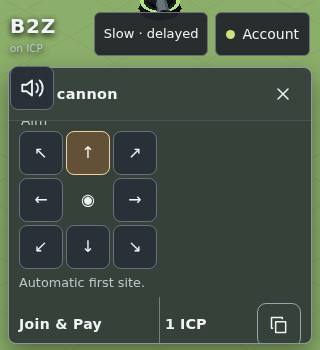 B2Z
on ICP
Slow · delayed
Account
cannon
Aim
↖ ↑ ↗
← ◉ →
↙ ↓ ↘
Automatic first site.
Join & Pay
1 ICP